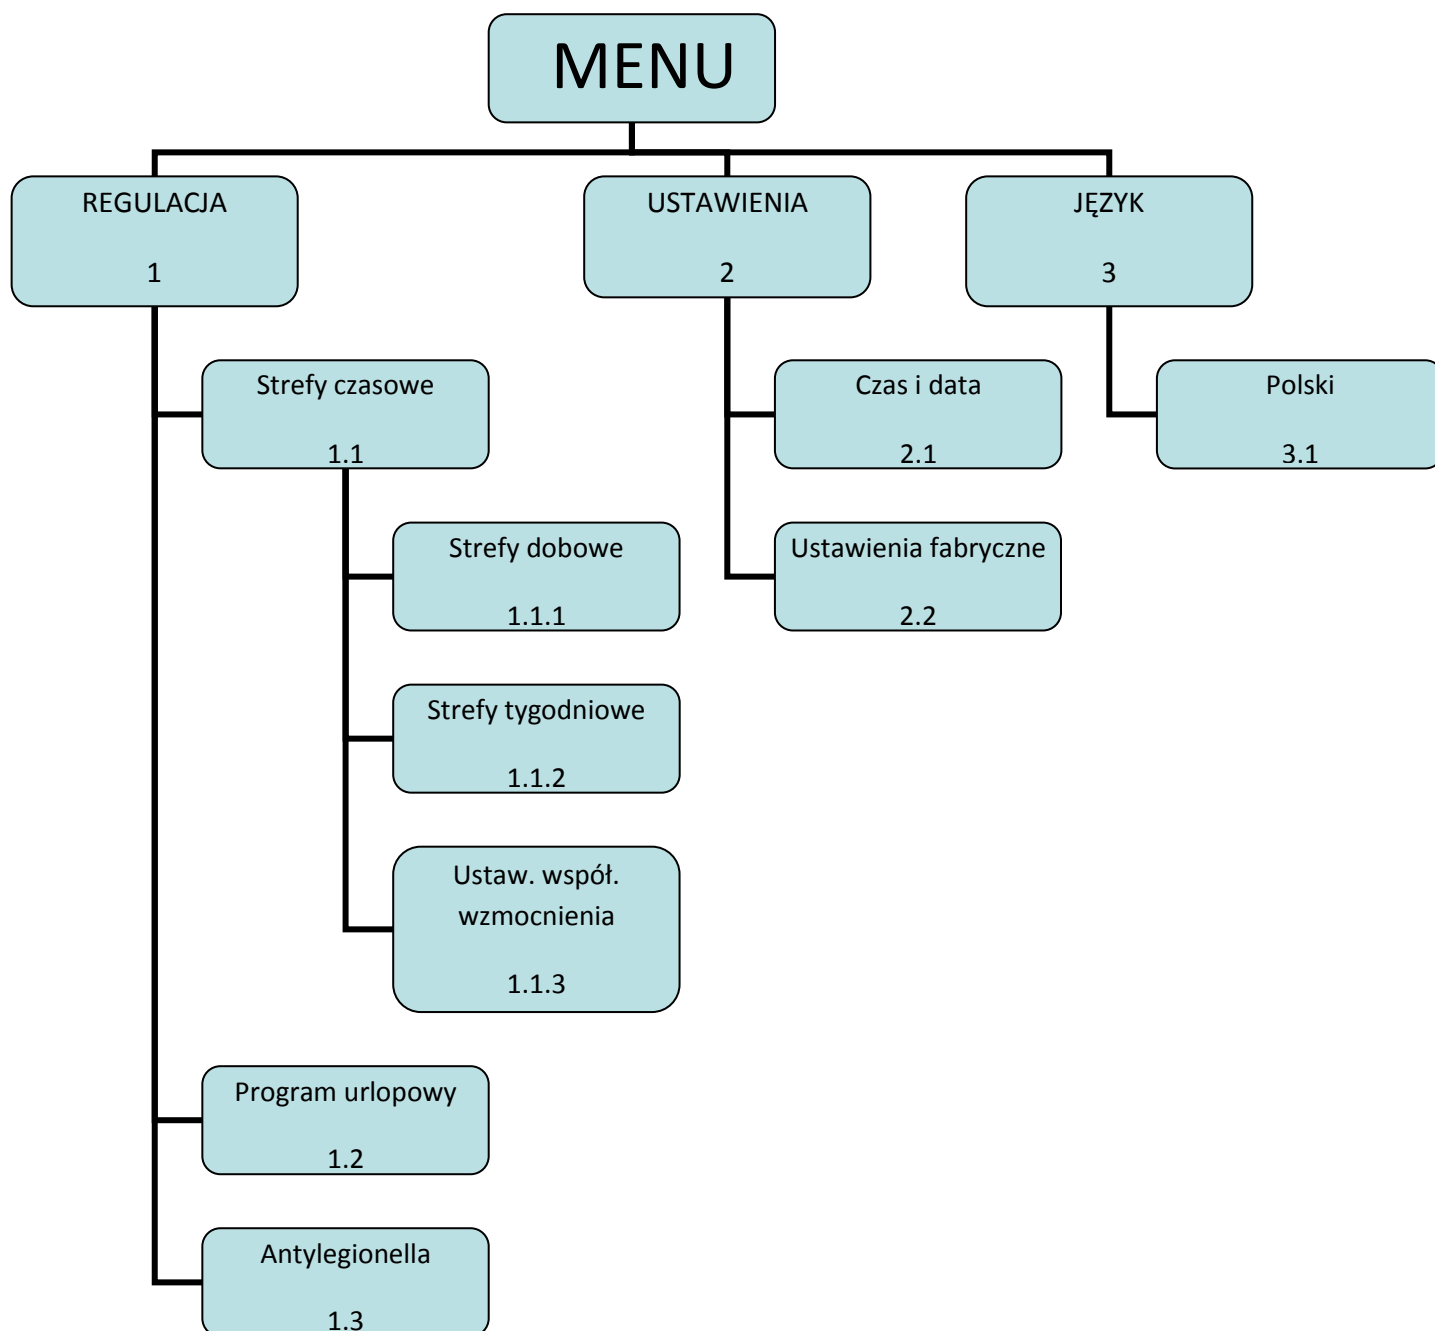 MENU
REGULACJA
1
USTAWIENIA
2
JĘZYK
3
Strefy czasowe
1.1
Czas i data
2.1
Polski
3.1
Strefy dobowe
1.1.1
Ustawienia fabryczne
2.2
Strefy tygodniowe
1.1.2
Ustaw. współ.
wzmocnienia
1.1.3
Program urlopowy
1.2
Antylegionella
1.3